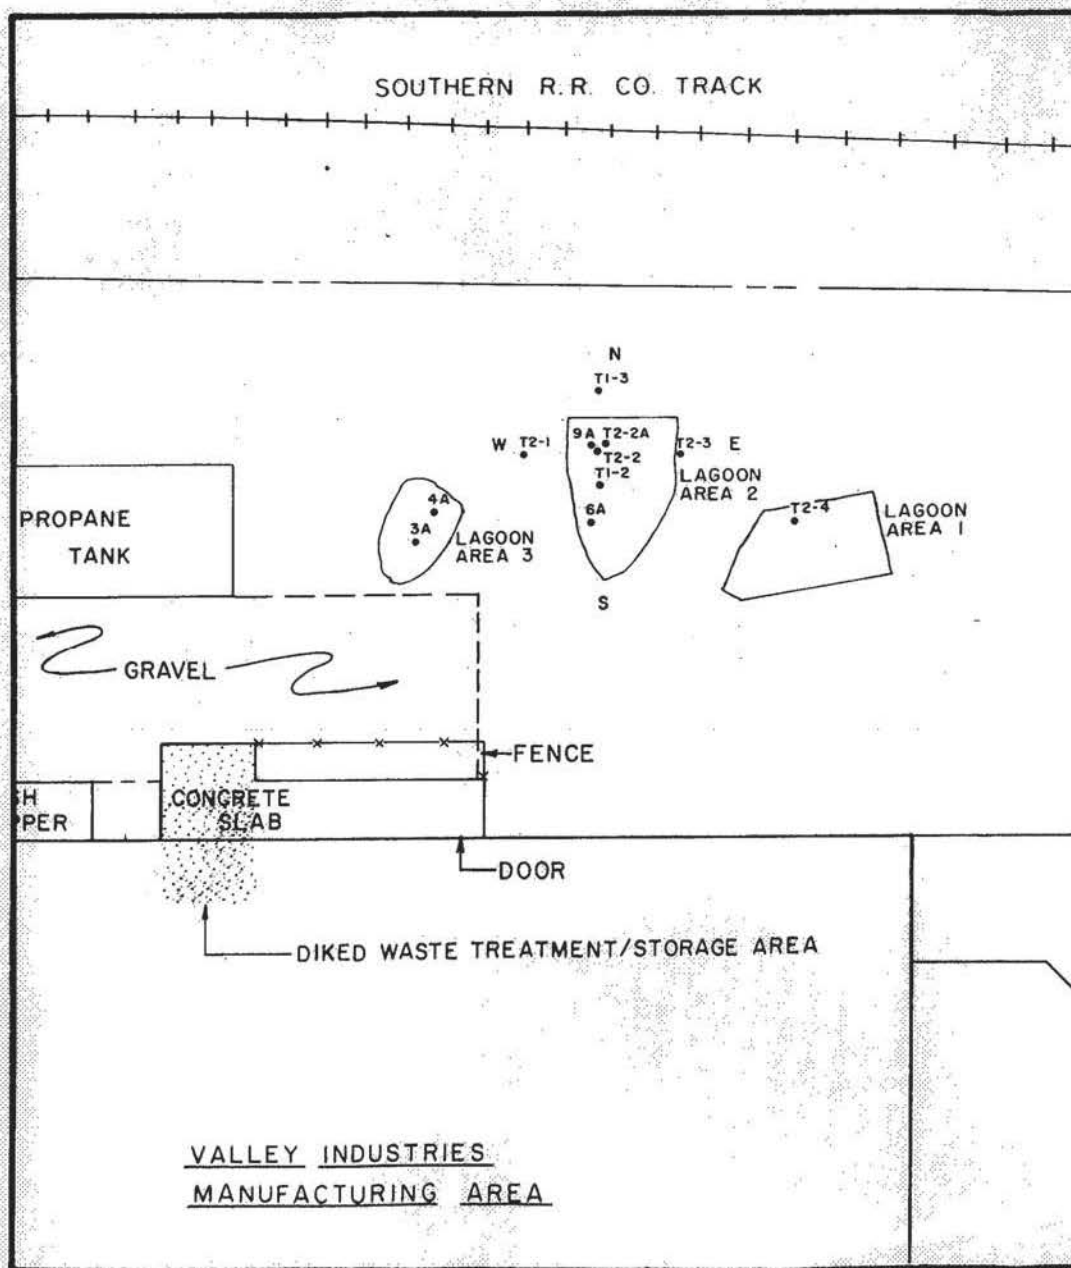 SOUTHERN R.R. CO. TRACK
N
T1-3
W T2-1
9A T2-2A
T2-2
T1-2
6A
T2-3 E
LAGOON
AREA 2
S
4A
3A
LAGOON
AREA 3
T2-4
LAGOON
AREA 1
PROPANE
TANK
GRAVEL
FENCE
SH
PPER
CONCRETE
SLAB
DOOR
DIKED WASTE TREATMENT/STORAGE AREA
VALLEY INDUSTRIES
MANUFACTURING AREA